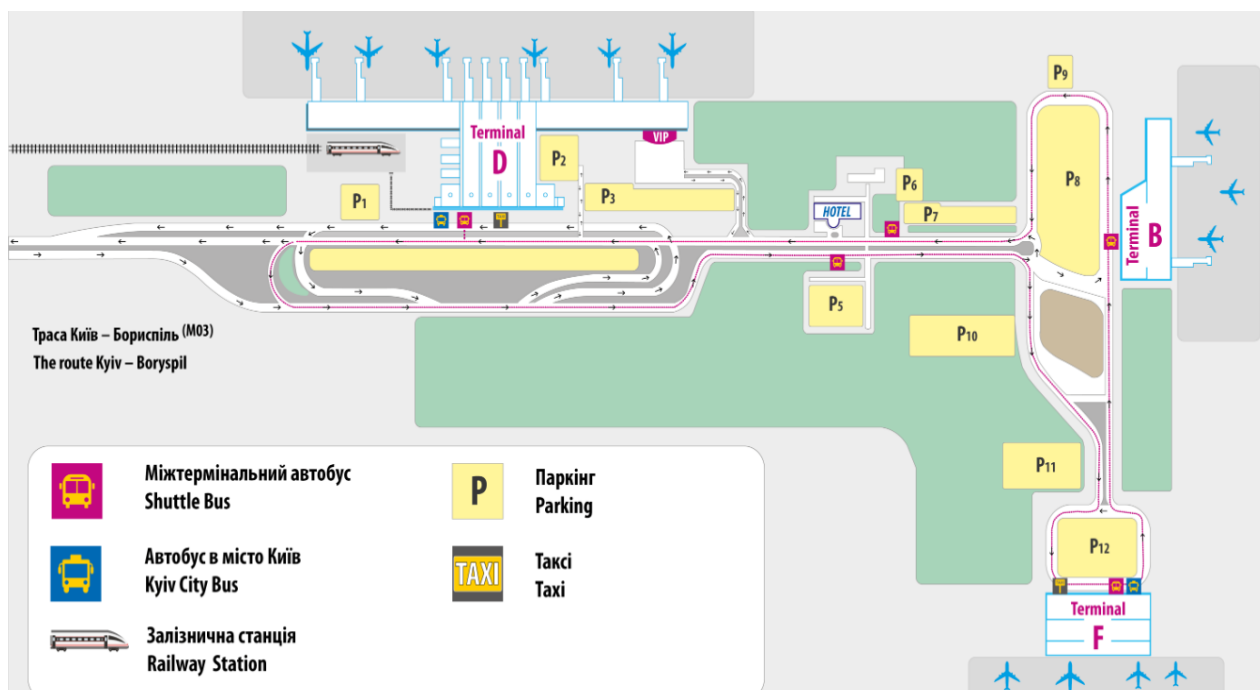 P9
Terminal
D
VIP
P2
P8
P1
P3
P6
P7
HOTEL
Terminal
B
P5
P10
Траса Київ – Бориспіль (М03)
The route Kyiv – Boryspil
P11
P12
Terminal
F
Міжтермінальний автобус
Shuttle Bus
Паркінг
Parking
P
Автобус в місто Київ
Kyiv City Bus
TAXI
Таксі
Taxi
Залізнична станція
Railway Station